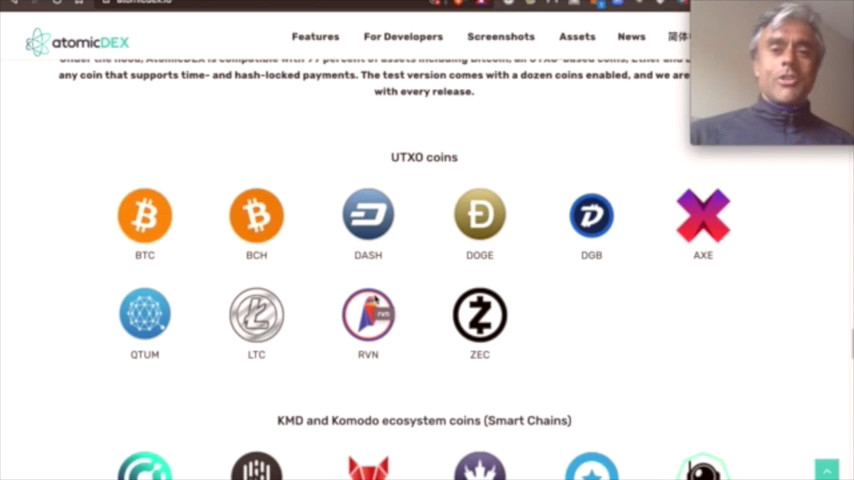 atomicDEX
Features
For Developers
Screenshots
Assets
News
any coin that supports time- and hash-locked payments. The test version comes with a dozen coins enabled, and we are
with every release.
UTXO coins
BTC
BCH
DASH
DOGE
DGB
AXE
rvn
QTUM
LTC
RVN
ZEC
KMD and Komodo ecosystem coins (Smart Chains)